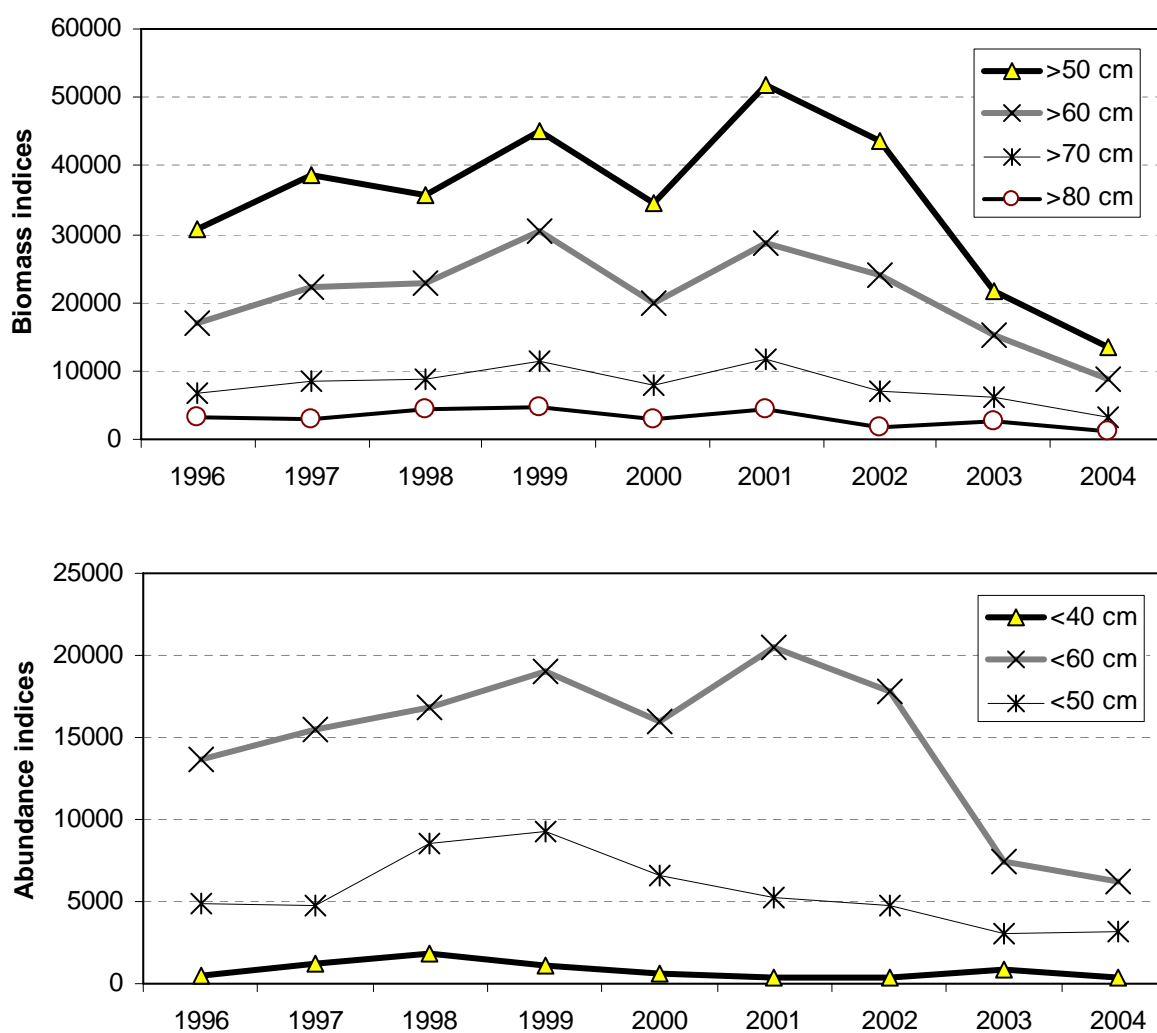 60000
50000
40000
30000
20000
10000
0
Biomass indices
>50 cm
>60 cm
>70 cm
>80 cm
1996 1997 1998 1999 2000 2001 2002 2003 2004
25000
20000
15000
10000
5000
0
Abundance indices
<40 cm
<60 cm
<50 cm
1996 1997 1998 1999 2000 2001 2002 2003 2004